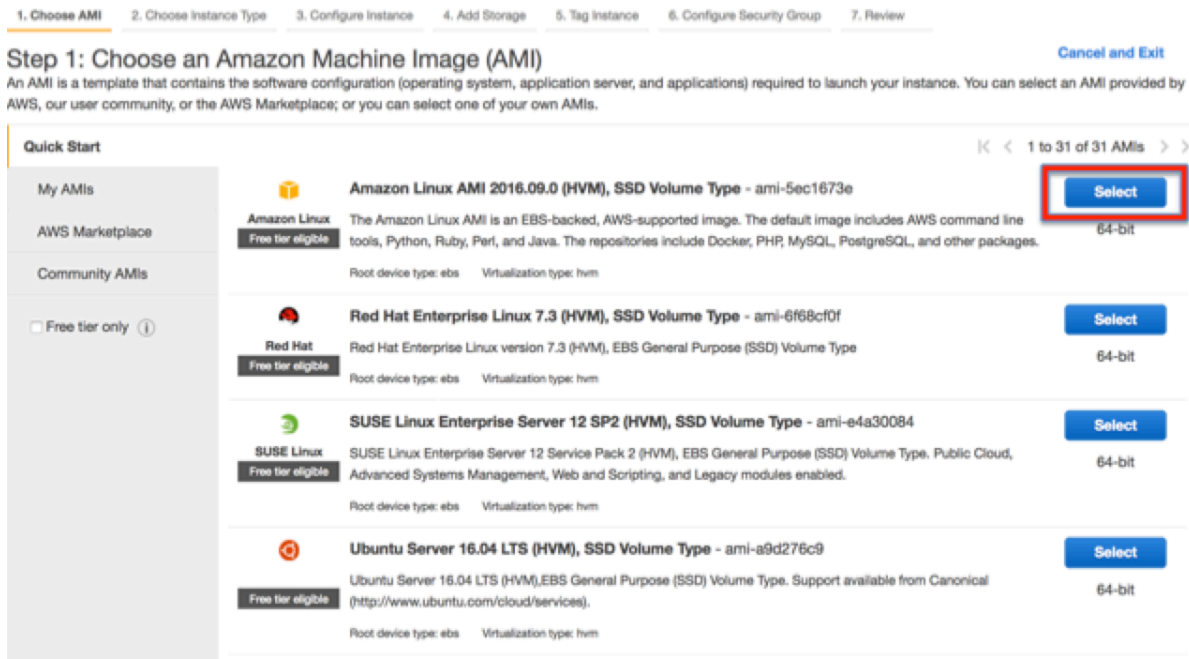 1. Choose AMI 2. Choose Instance Type 3. Configure Instance 4. Add Storage 5. Tag Instance 6. Configure Security Group 7. Review
Step 1: Choose an Amazon Machine Image (AMI)
Cancel and Exit
An AMI is a template that contains the software configuration (operating system, application server, and applications) required to launch your instance. You can select an AMI provided by
AWS, our user community, or the AWS Marketplace; or you can select one of your own AMIs.
Quick Start
1 to 31 of 31 AMIs
My AMIs
AWS Marketplace
Community AMIs
Free tier only
Amazon Linux
Free tier eligible
Amazon Linux AMI 2016.09.0 (HVM), SSD Volume Type - ami-5ec1673e
The Amazon Linux AMI is an EBS-backed, AWS-supported image. The default image includes AWS command line
tools, Python, Ruby, Perl, and Java. The repositories include Docker, PHP, MySQL, PostgreSQL, and other packages.
Root device type: ebs Virtualization type: hvm
Select
64-bit
Red Hat
Free tier eligible
Red Hat Enterprise Linux 7.3 (HVM), SSD Volume Type - ami-6f68cf0f
Red Hat Enterprise Linux version 7.3 (HVM), EBS General Purpose (SSD) Volume Type
Root device type: ebs Virtualization type: hvm
Select
64-bit
SUSE Linux
Free tier eligible
SUSE Linux Enterprise Server 12 SP2 (HVM), SSD Volume Type - ami-e4a30084
SUSE Linux Enterprise Server 12 Service Pack 2 (HVM), EBS General Purpose (SSD) Volume Type. Public Cloud,
Advanced Systems Management, Web and Scripting, and Legacy modules enabled.
Root device type: ebs Virtualization type: hvm
Select
64-bit
Free tier eligible
Ubuntu Server 16.04 LTS (HVM), SSD Volume Type - ami-a9d276c9
Ubuntu Server 16.04 LTS (HVM),EBS General Purpose (SSD) Volume Type. Support available from Canonical
(http://www.ubuntu.com/cloud/services).
Root device type: ebs Virtualization type: hvm
Select
64-bit